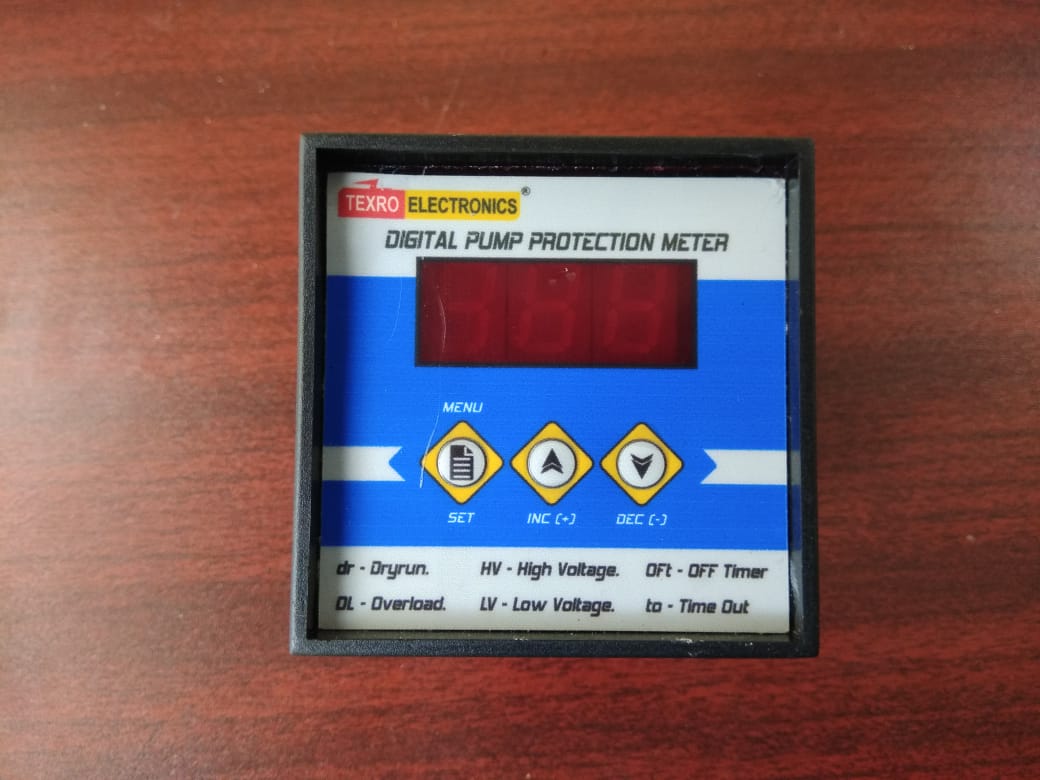 TEXRO ELECTRONICS®
DIGITAL PUMP PROTECTION METER
MENU
SET INC (+) DEC (-)
dr - Dryrun. HV - High Voltage. OFt - OFF Timer
OL - Overload. LV - Low Voltage. to - Time Out